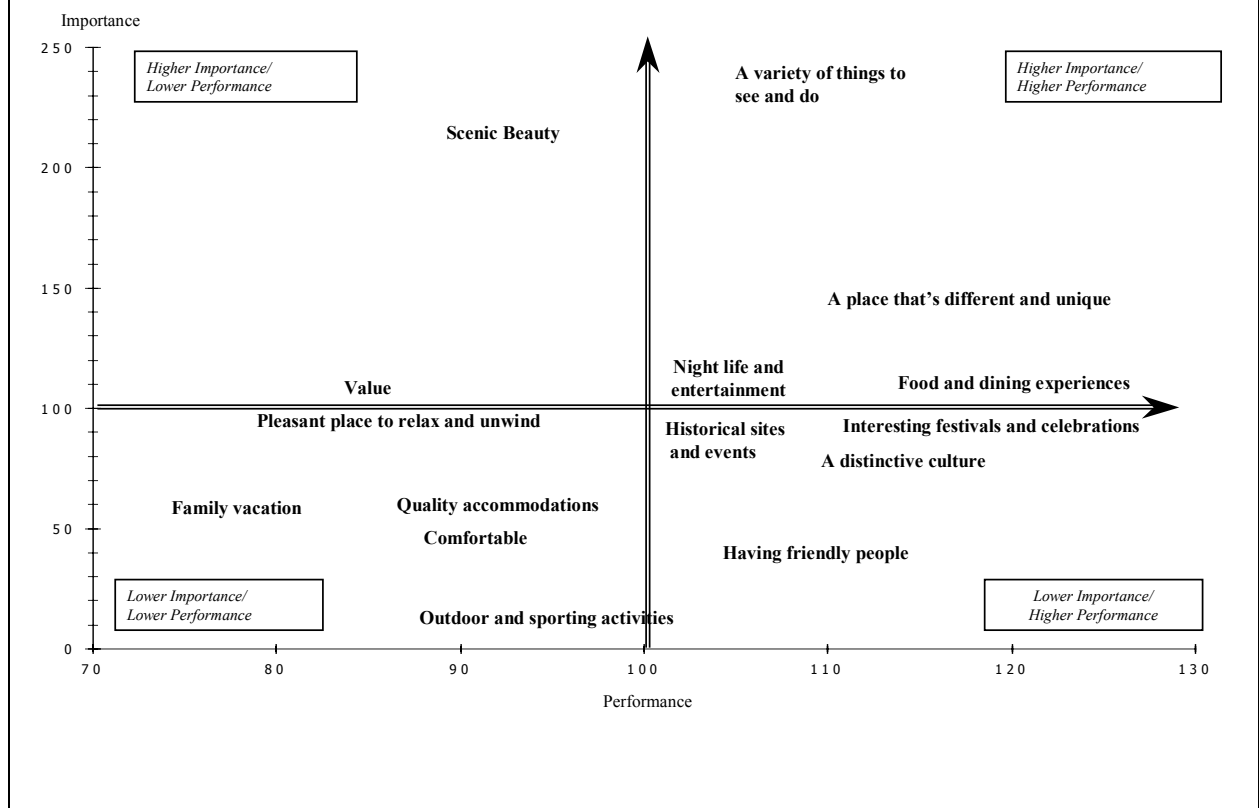 Importance
250
Higher Importance/
Lower Performance
A variety of things to
see and do
Higher Importance/
Higher Performance
Scenic Beauty
200
150
A place that’s different and unique
Night life and
entertainment
Value
Food and dining experiences
100
Pleasant place to relax and unwind
Historical sites
and events
Interesting festivals and celebrations
A distinctive culture
Family vacation
Quality accommodations
50
Comfortable
Having friendly people
Lower Importance/
Lower Performance
Outdoor and sporting activities
Lower Importance/
Higher Performance
0
70 80 90 100 110 120 130
Performance